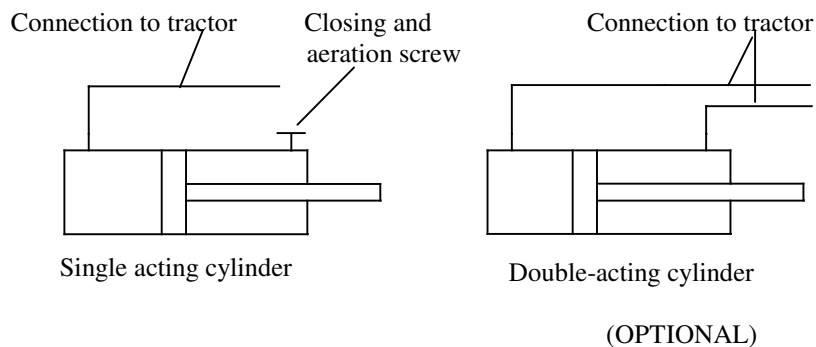 Connection to tractor
Closing and
aeration screw
Connection to tractor
Single acting cylinder
Double-acting cylinder
(OPTIONAL)